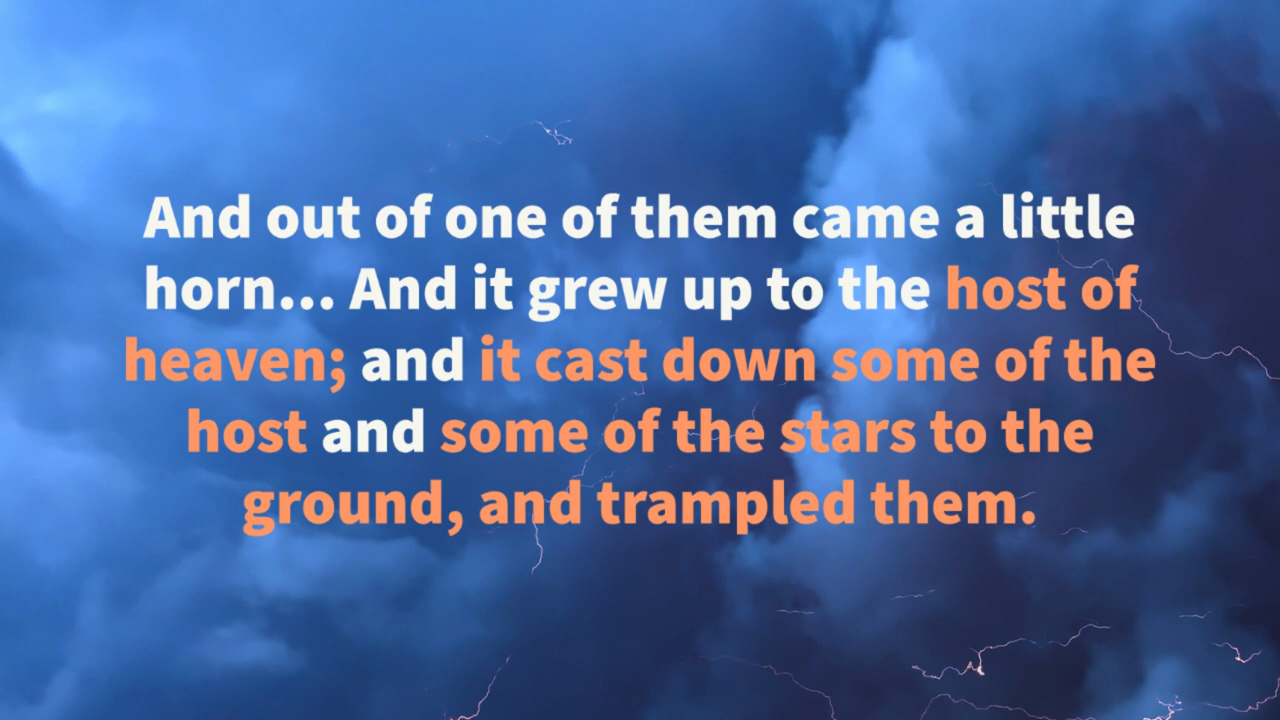 And out of one of them came a little
horn... And it grew up to the host of
heaven; and it cast down some of the
host and some of the stars to the
ground, and trampled them.